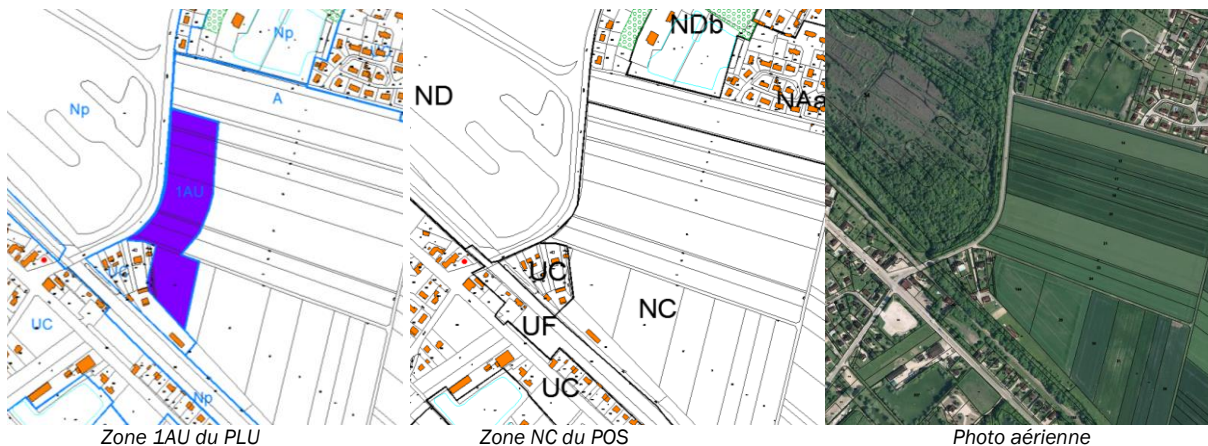 Np
A
Np
1AU
UC
UC
Np
NDb
ND
NAa
UC
NC
UF
UC
Zone 1AU du PLU
Zone NC du POS
Photo aérienne